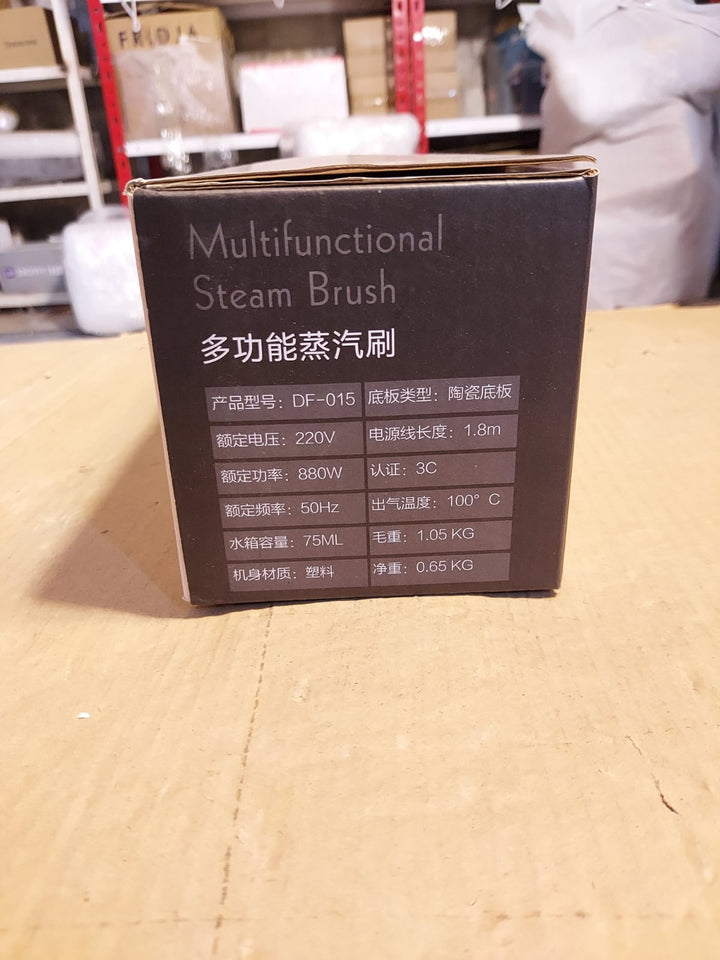 FRIDJA
Multifunctional
Steam Brush
多功能蒸汽刷
产品型号：DF-015 底板类型：陶瓷底板
额定电压：220V 电源线长度：1.8m
额定功率：880W 认证：3C
额定频率：50Hz 出气温度：100° C
水箱容量：75ML 毛重：1.05 KG
机身材质：塑料 净重：0.65 KG